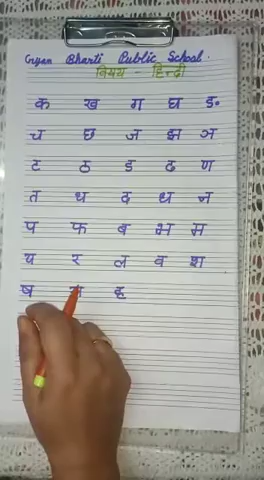 Gyan Bharti Public School.
विषय - हिन्दी
क ख ग घ ङ
च छ ज झ ञ
ट ठ ड ढ ण
त थ द ध न
प फ ब भ म
य र ल व श
ष स ह